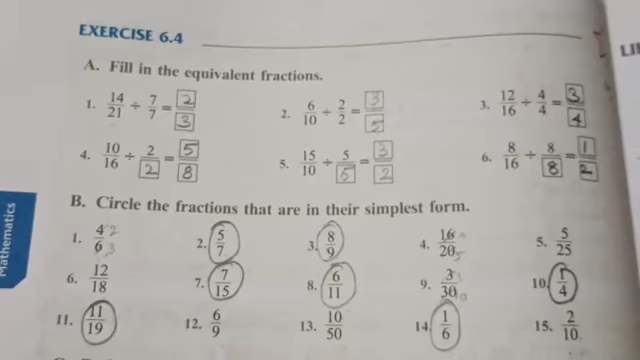 EXERCISE 6.4
LI
A. Fill in the equivalent fractions.
1. 14/21 ÷ 7/7 = 2/3 2. 6/10 ÷ 2/2 = 3/5 3. 12/16 ÷ 4/4 = 3/4
4. 10/16 ÷ 2/2 = 5/8 5. 15/10 ÷ 5/5 = 3/2 6. 8/16 ÷ 8/8 = 1/2
B. Circle the fractions that are in their simplest form.
1. 4/6 2/3 2. 5/7 3. 8/9 4. 16/20 5. 5/25
6. 12/18 7. 7/15 8. 6/11 9. 3/30 10. 1/4
11. 11/19 12. 6/9 13. 10/50 14. 1/6 15. 2/10
Mathematics